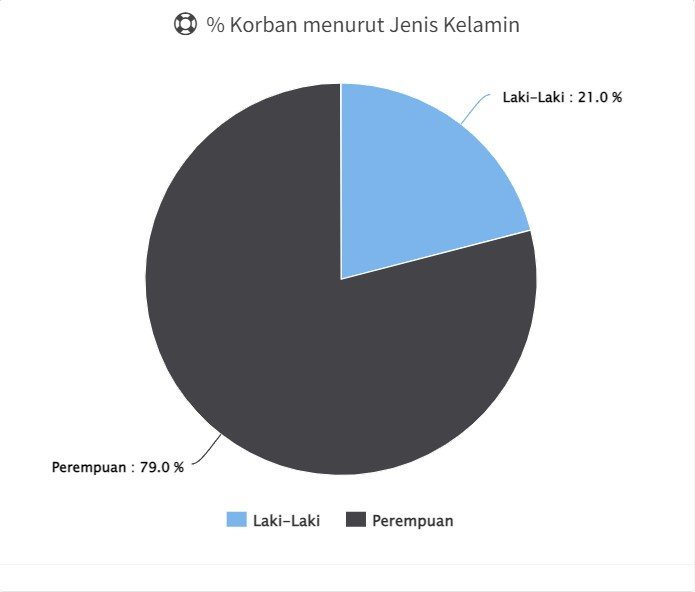 % Korban menurut Jenis Kelamin
Laki-Laki : 21.0 %
Perempuan : 79.0 %
Laki-Laki Perempuan